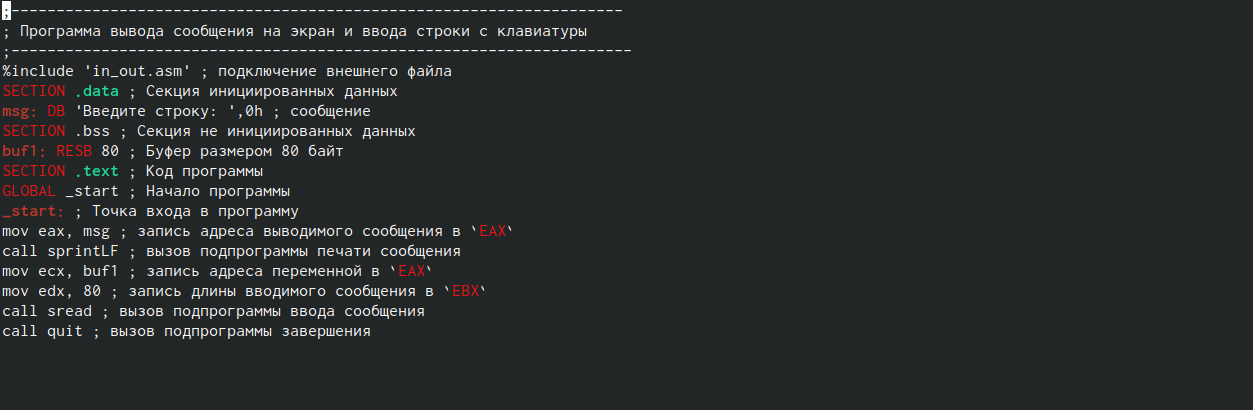 ;--------------------------------------------------------------------
; Программа вывода сообщения на экран и ввода строки с клавиатуры
;---------------------------------------------------------------------
%include 'in_out.asm' ; подключение внешнего файла
SECTION .data ; Секция инициированных данных
msg: DB 'Введите строку: ',0h ; сообщение
SECTION .bss ; Секция не инициированных данных
buf1: RESB 80 ; Буфер размером 80 байт
SECTION .text ; Код программы
GLOBAL _start ; Начало программы
_start: ; Точка входа в программу
mov eax, msg ; запись адреса выводимого сообщения в `EAX`
call sprintLF ; вызов подпрограммы печати сообщения
mov ecx, buf1 ; запись адреса переменной в `EAX`
mov edx, 80 ; запись длины вводимого сообщения в `EBX`
call sread ; вызов подпрограммы ввода сообщения
call quit ; вызов подпрограммы завершения